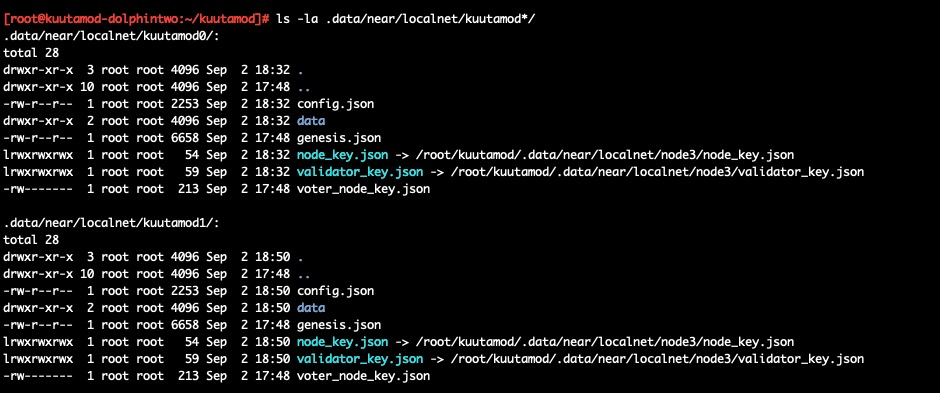 [root@kuutamod-dolphintwo:~/kuutamod]# ls -la .data/near/localnet/kuutamod*/
.data/near/localnet/kuutamod0/:
total 28
drwxr-xr-x  3 root root 4096 Sep  2 18:32 .
drwxr-xr-x 10 root root 4096 Sep  2 17:48 ..
-rw-r--r--  1 root root 2253 Sep  2 18:32 config.json
drwxr-xr-x  2 root root 4096 Sep  2 18:32 data
-rw-r--r--  1 root root 6658 Sep  2 17:48 genesis.json
lrwxrwxrwx  1 root root   54 Sep  2 18:32 node_key.json -> /root/kuutamod/.data/near/localnet/node3/node_key.json
lrwxrwxrwx  1 root root   59 Sep  2 18:32 validator_key.json -> /root/kuutamod/.data/near/localnet/node3/validator_key.json
-rw-------  1 root root  213 Sep  2 17:48 voter_node_key.json

.data/near/localnet/kuutamod1/:
total 28
drwxr-xr-x  3 root root 4096 Sep  2 18:50 .
drwxr-xr-x 10 root root 4096 Sep  2 17:48 ..
-rw-r--r--  1 root root 2253 Sep  2 18:50 config.json
drwxr-xr-x  2 root root 4096 Sep  2 18:50 data
-rw-r--r--  1 root root 6658 Sep  2 17:48 genesis.json
lrwxrwxrwx  1 root root   54 Sep  2 18:50 node_key.json -> /root/kuutamod/.data/near/localnet/node3/node_key.json
lrwxrwxrwx  1 root root   59 Sep  2 18:50 validator_key.json -> /root/kuutamod/.data/near/localnet/node3/validator_key.json
-rw-------  1 root root  213 Sep  2 17:48 voter_node_key.json